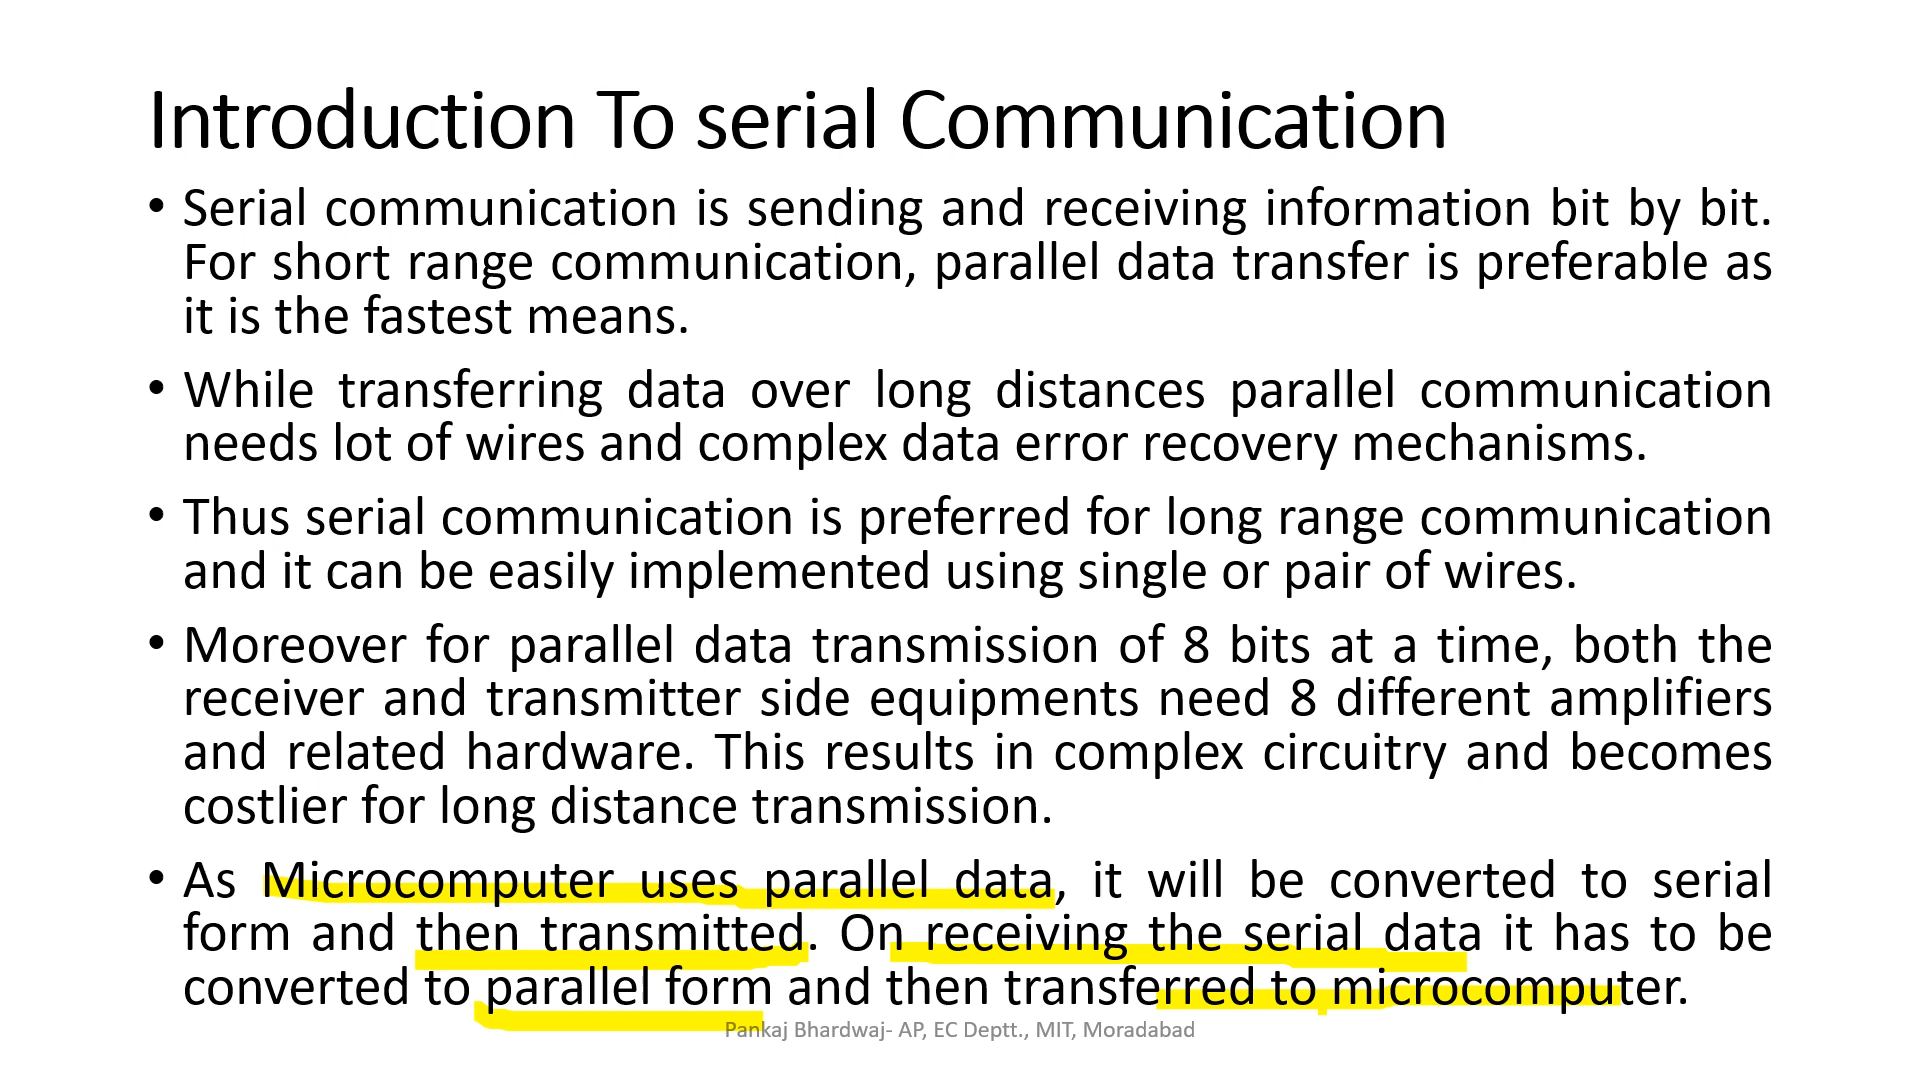 Introduction To serial Communication
• Serial communication is sending and receiving information bit by bit.
For short range communication, parallel data transfer is preferable as
it is the fastest means.
• While transferring data over long distances parallel communication
needs lot of wires and complex data error recovery mechanisms.
• Thus serial communication is preferred for long range communication
and it can be easily implemented using single or pair of wires.
• Moreover for parallel data transmission of 8 bits at a time, both the
receiver and transmitter side equipments need 8 different amplifiers
and related hardware. This results in complex circuitry and becomes
costlier for long distance transmission.
• As Microcomputer uses parallel data, it will be converted to serial
form and then transmitted. On receiving the serial data it has to be
converted to parallel form and then transferred to microcomputer.
Pankaj Bhardwaj- AP, EC Deptt., MIT, Moradabad